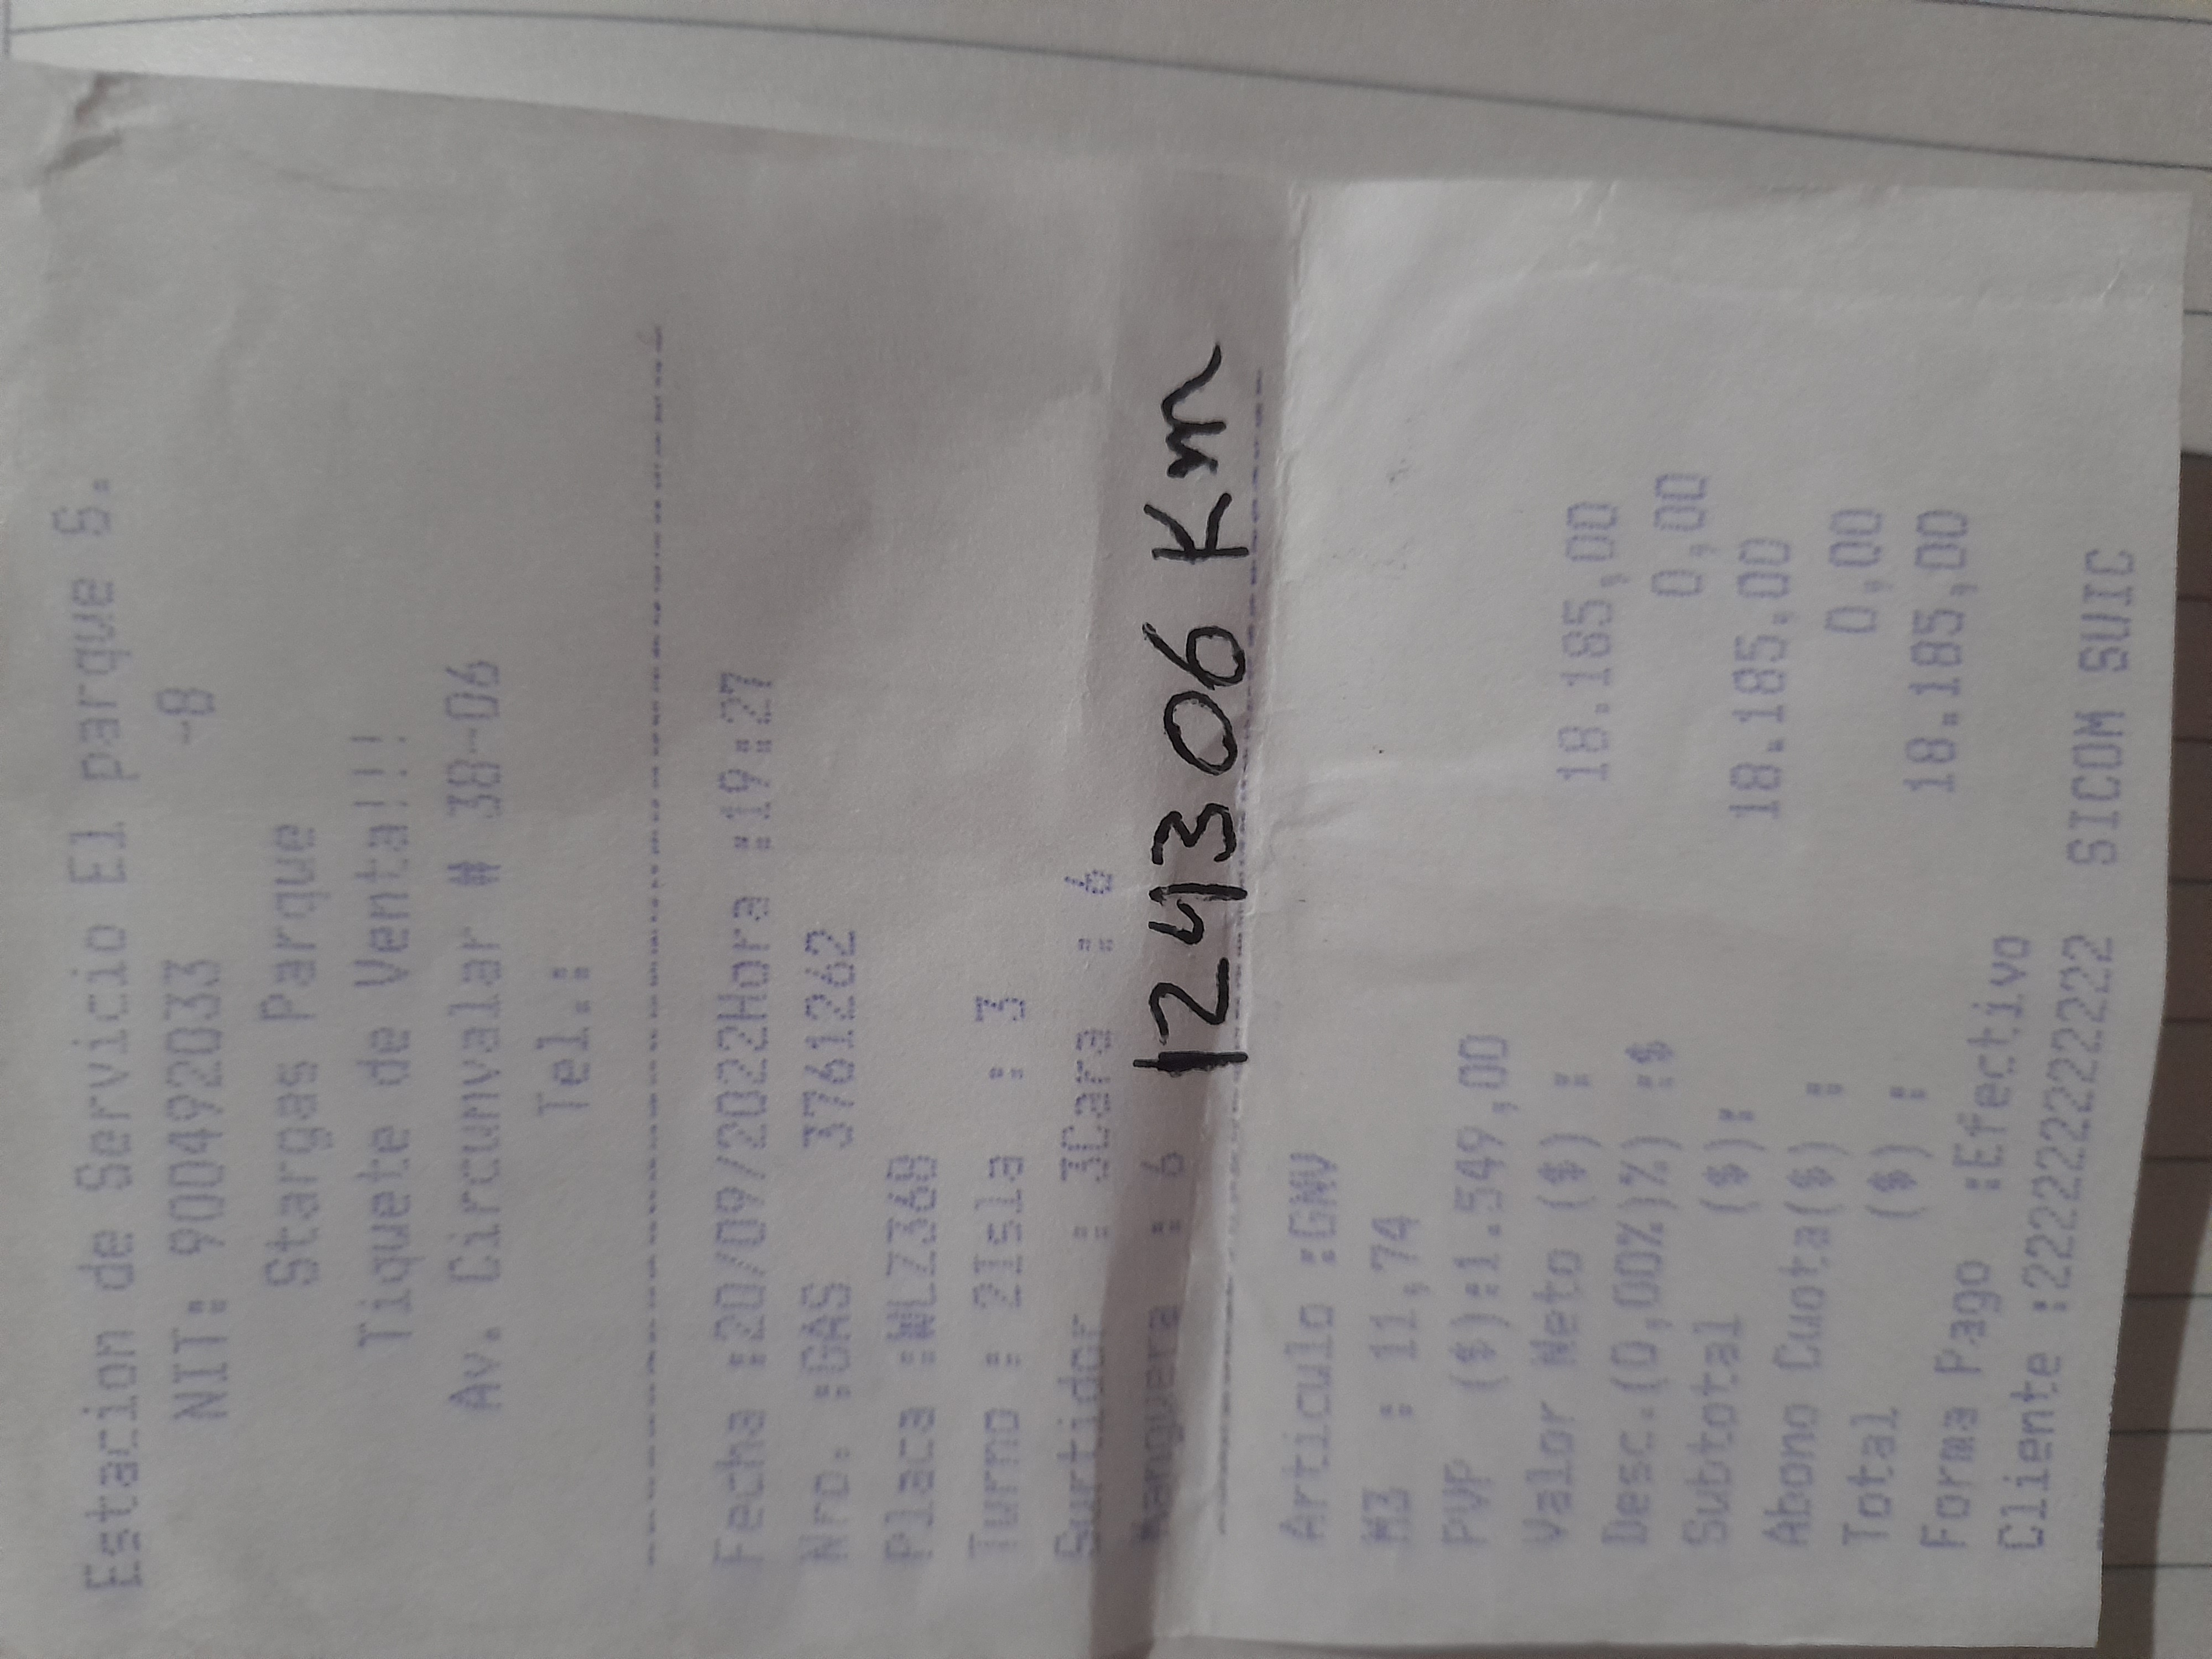 Estacion de Servicio El parque S.
NIT: 900492033 -8
Stargas Parque
Tiquete de Venta!!!
Av. Circunvalar # 38-06
Tel.:
Fecha :20/09/2022Hora :19:27
Nro. :GAS 3761262
Placa :WLZ368
Turno : 2Isla : 3
Surtidor : 3Cara : 6
Manguera : 6
124306 Km
Articulo :GNV
M3 : 11,74
PVP ($):1.549,00
Valor Neto ($) : 18.185,00
Desc.(0,00%)%) :$ 0,00
Subtotal ($): 18.185,00
Abono Cuota($) : 0,00
Total ($) : 18.185,00
Forma Pago :Efectivo
Cliente :222222222222 SICOM SUIC